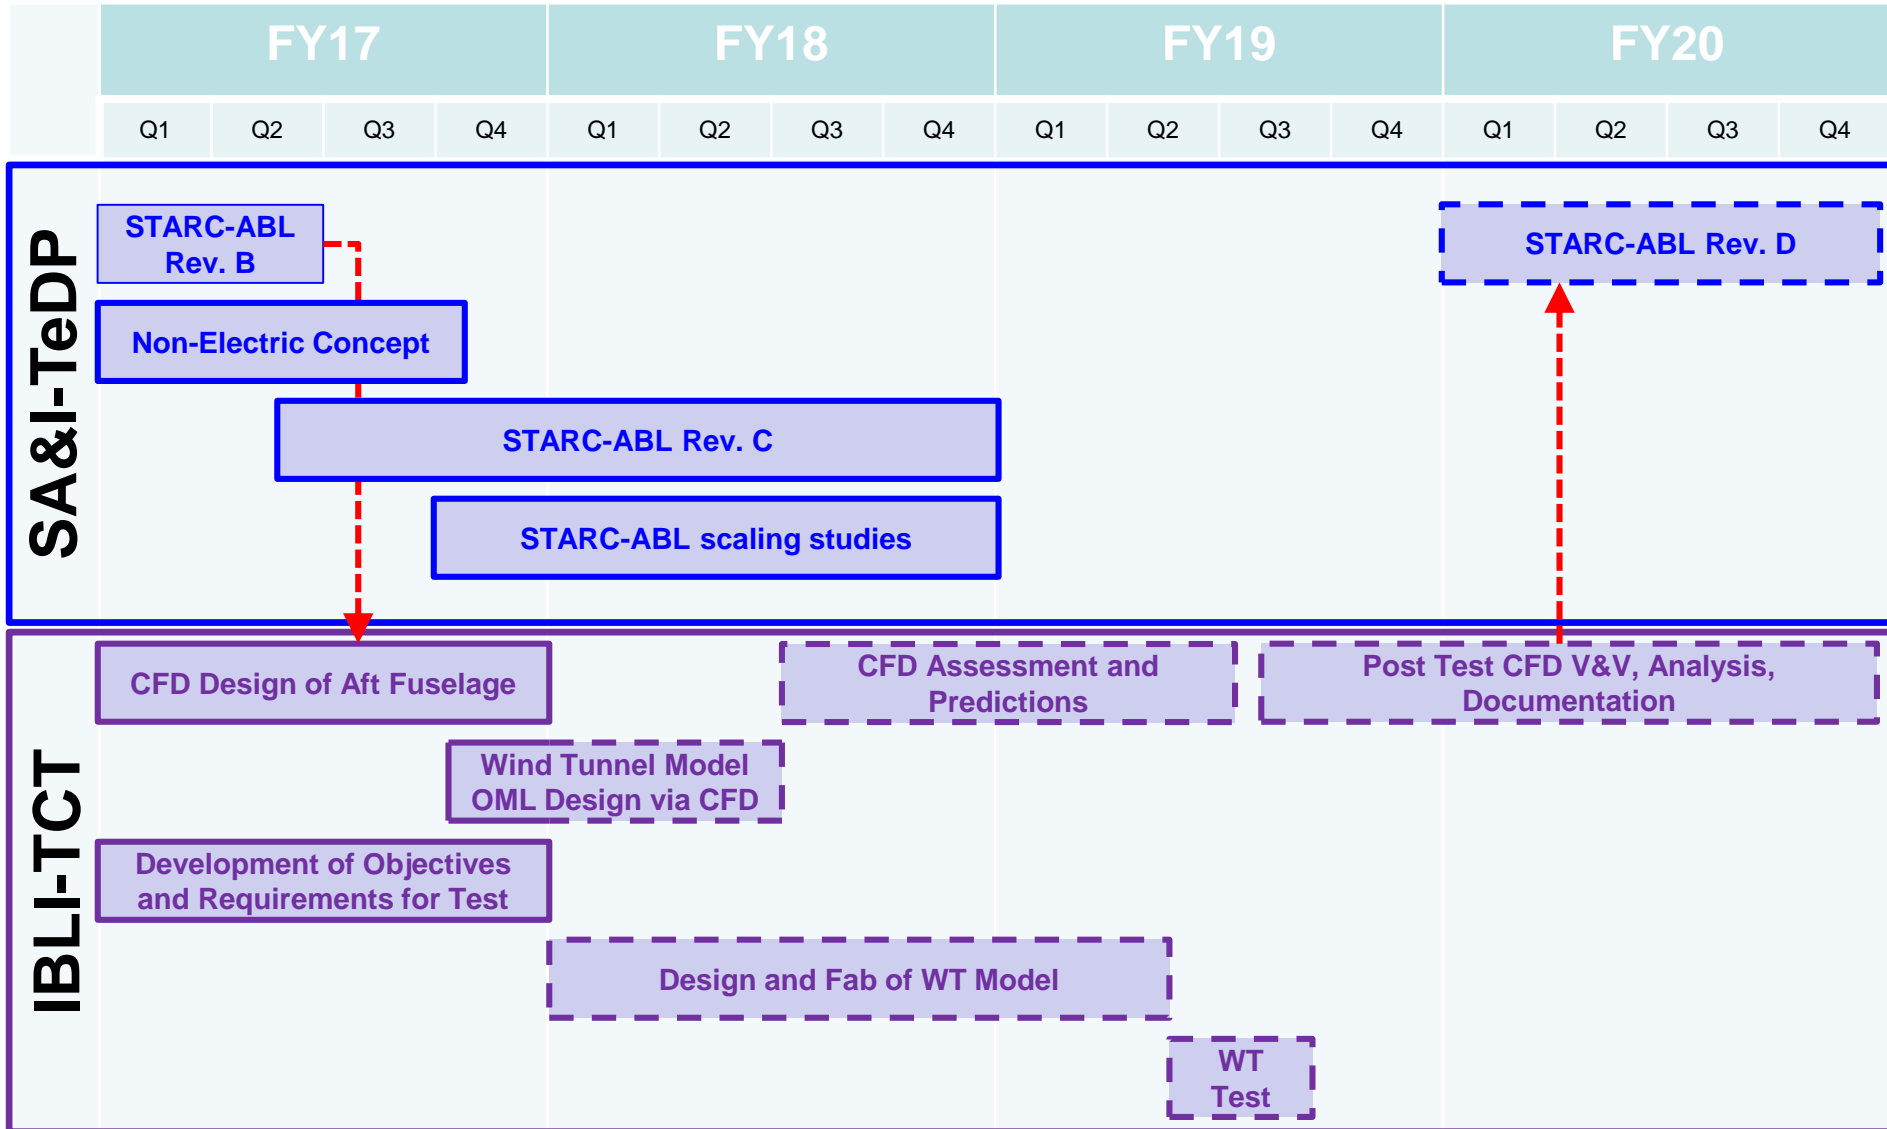 FY17 FY18 FY19 FY20
Q1 Q2 Q3 Q4 Q1 Q2 Q3 Q4 Q1 Q2 Q3 Q4 Q1 Q2 Q3 Q4
SA&I-TeDP
STARC-ABL
Rev. B
STARC-ABL Rev. D
Non-Electric Concept
STARC-ABL Rev. C
STARC-ABL scaling studies
IBLI-TCT
CFD Design of Aft Fuselage
CFD Assessment and
Predictions
Post Test CFD V&V, Analysis,
Documentation
Wind Tunnel Model
OML Design via CFD
Development of Objectives
and Requirements for Test
Design and Fab of WT Model
WT
Test